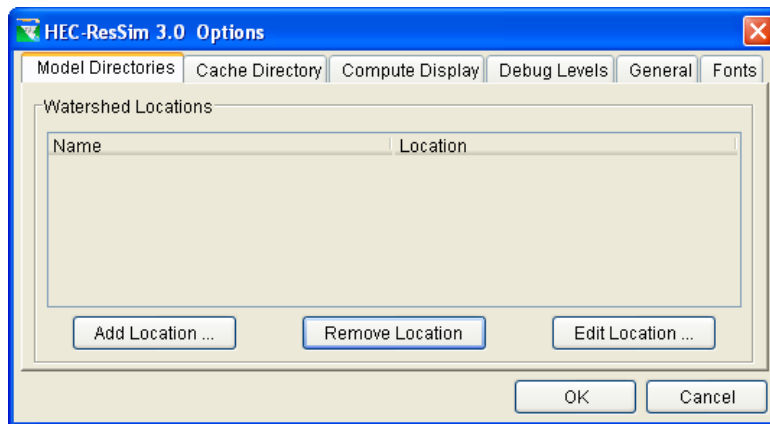 HEC-ResSim 3.0 Options
Model Directories Cache Directory Compute Display Debug Levels General Fonts
Watershed Locations
Name Location
Add Location ... Remove Location Edit Location ...
OK Cancel